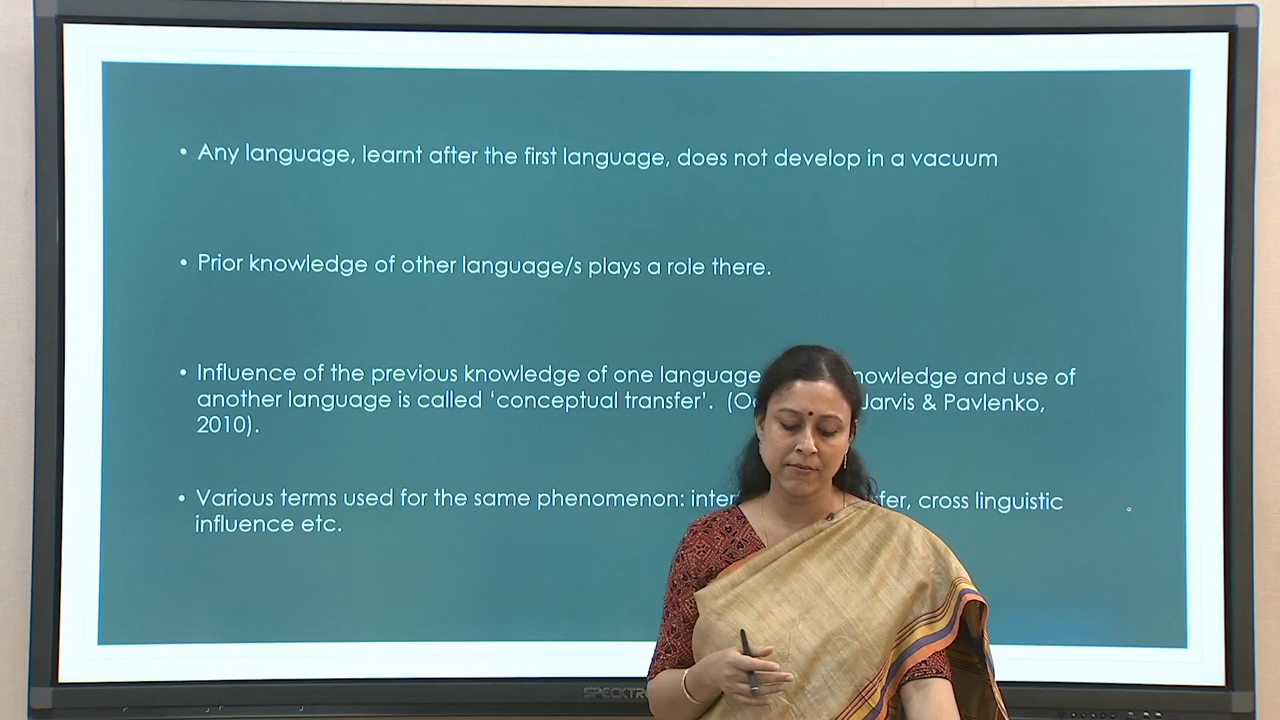 • Any language, learnt after the first language, does not develop in a vacuum
• Prior knowledge of other language/s plays a role there.
• Influence of the previous knowledge of one language nowledge and use of
another language is called ‘conceptual transfer’. (O Jarvis & Pavlenko,
2010).
• Various terms used for the same phenomenon: inter fer, cross linguistic
influence etc.
SPECKTR